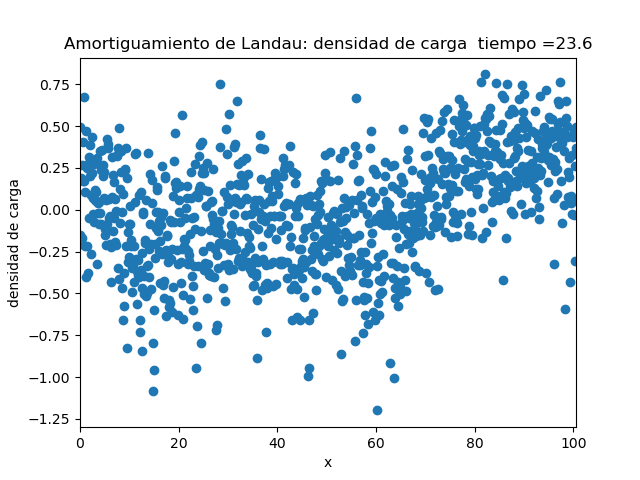 Amortiguamiento de Landau: densidad de carga  tiempo =23.6
densidad de carga
0.75
0.50
0.25
0.00
−0.25
−0.50
−0.75
−1.00
−1.25
0 20 40 60 80 100
x